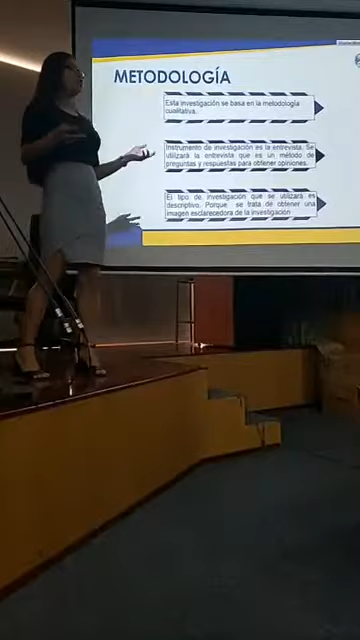 METODOLOGÍA
Esta investigación se basa en la metodología
cualitativa.
Instrumento de investigación es la entrevista. Se
utilizará la entrevista que es un método de
preguntas y respuestas para obtener opiniones.
El tipo de investigación que se utilizará es
descriptivo. Porque se trata de obtener una
imagen esclarecedora de la investigación